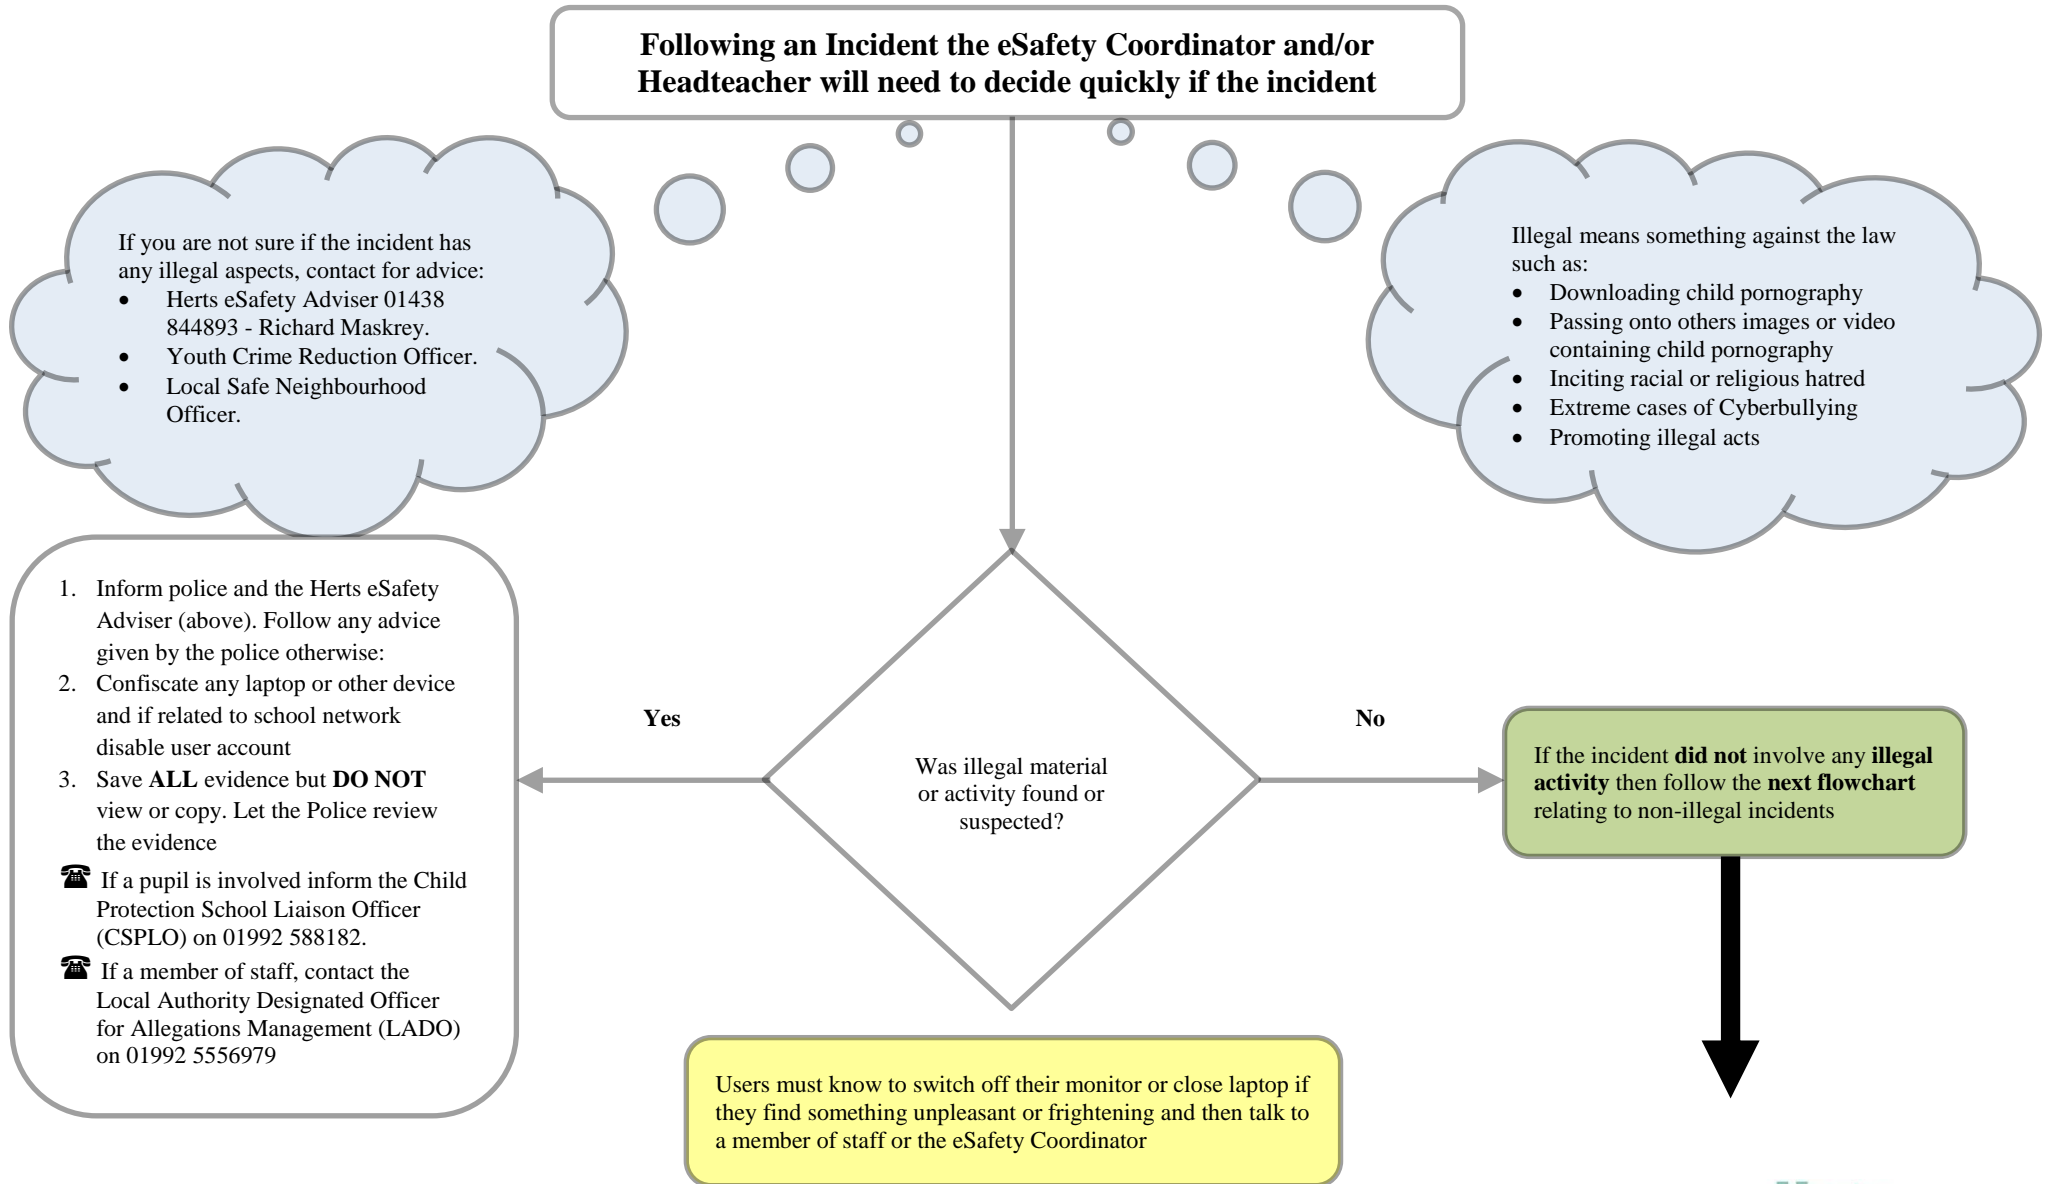 Following an Incident the eSafety Coordinator and/or
Headteacher will need to decide quickly if the incident
If you are not sure if the incident has
any illegal aspects, contact for advice:
• Herts eSafety Adviser 01438
844893 - Richard Maskrey.
• Youth Crime Reduction Officer.
• Local Safe Neighbourhood
Officer.
Illegal means something against the law
such as:
• Downloading child pornography
• Passing onto others images or video
containing child pornography
• Inciting racial or religious hatred
• Extreme cases of Cyberbullying
• Promoting illegal acts
1. Inform police and the Herts eSafety
Adviser (above). Follow any advice
given by the police otherwise:
2. Confiscate any laptop or other device
and if related to school network
disable user account
3. Save ALL evidence but DO NOT
view or copy. Let the Police review
the evidence
☎ If a pupil is involved inform the Child
Protection School Liaison Officer
(CSPLO) on 01992 588182.
☎ If a member of staff, contact the
Local Authority Designated Officer
for Allegations Management (LADO)
on 01992 5556979
Yes
Was illegal material
or activity found or
suspected?
No
If the incident did not involve any illegal
activity then follow the next flowchart
relating to non-illegal incidents
Users must know to switch off their monitor or close laptop if
they find something unpleasant or frightening and then talk to
a member of staff or the eSafety Coordinator